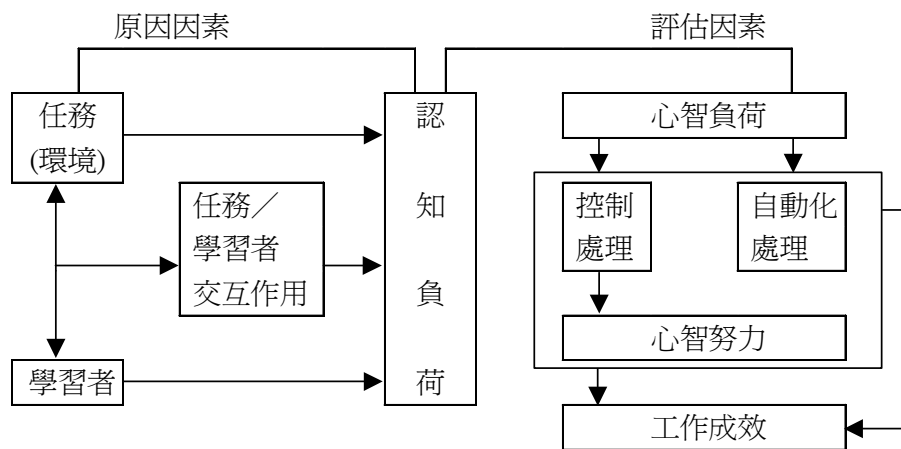 原因因素
評估因素
任務
(環境)
任務／
學習者
交互作用
學習者
認
知
負
荷
心智負荷
控制
處理
自動化
處理
心智努力
工作成效